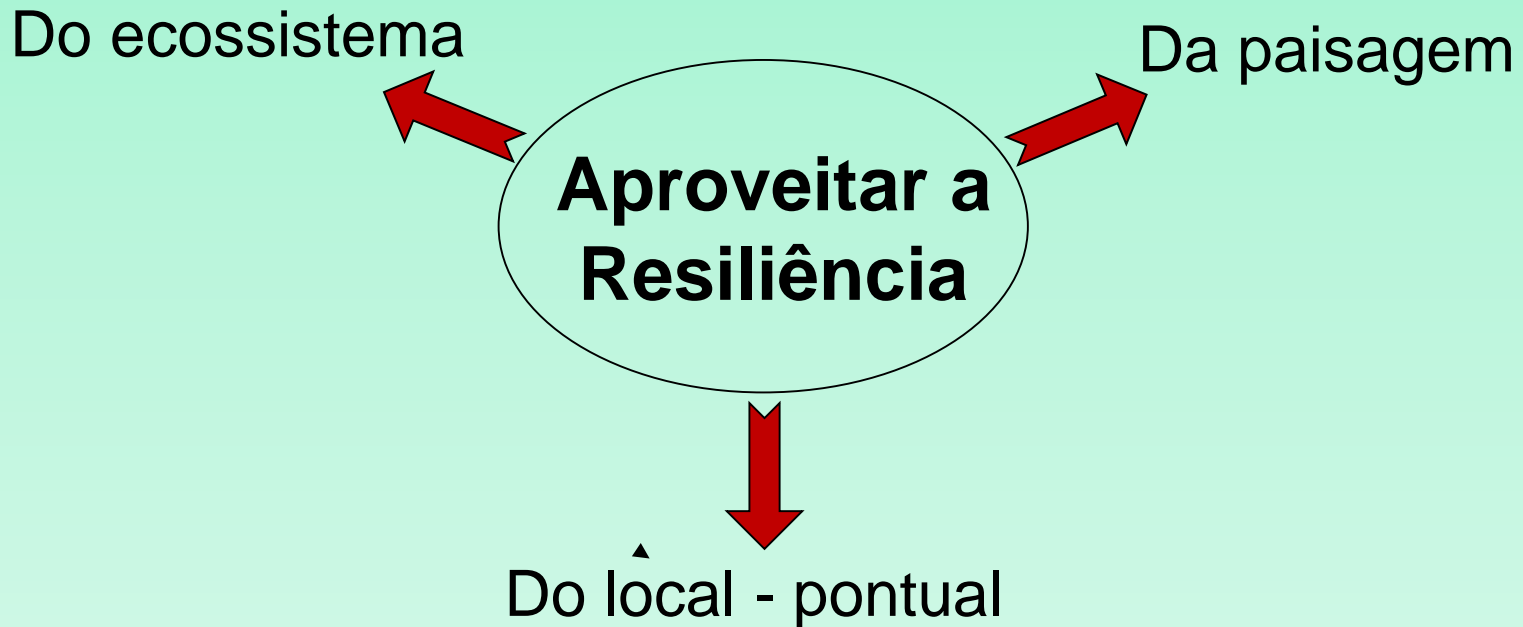 Do ecossistema
Da paisagem
Aproveitar a
Resiliência
Do local - pontual